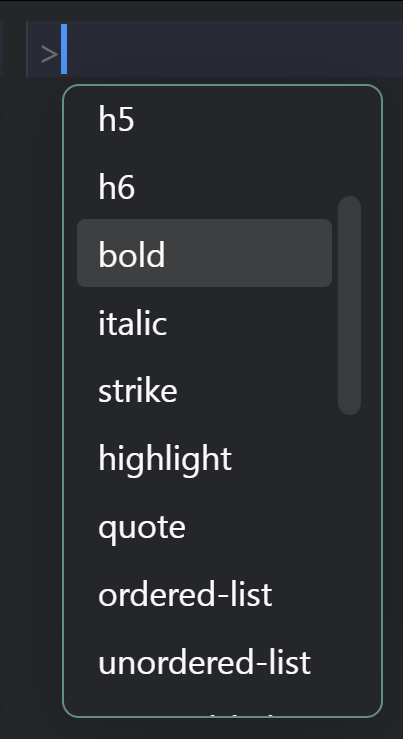 >
h5
h6
bold
italic
strike
highlight
quote
ordered-list
unordered-list